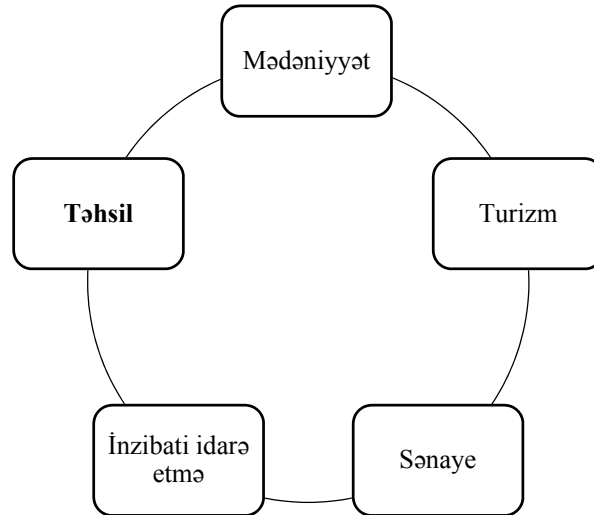 Mədəniyyət
Təhsil
Turizm
İnzibati idarə
etmə
Sənaye